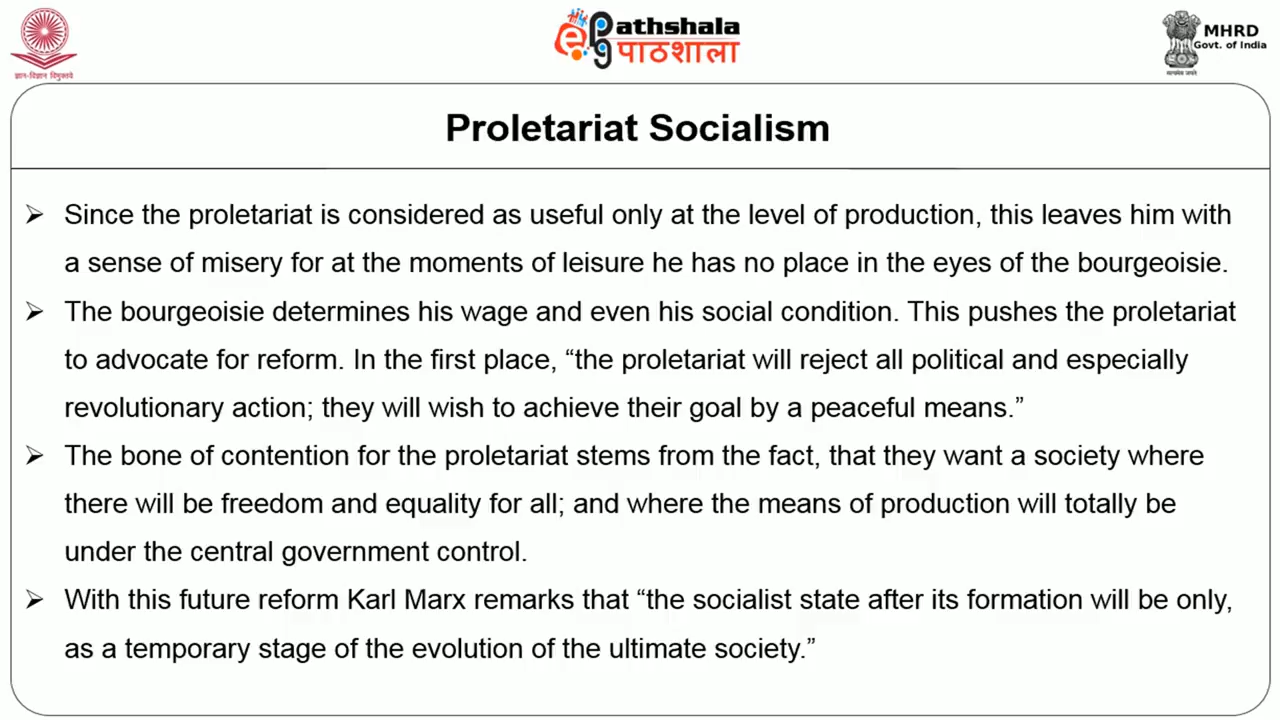 ज्ञान-विज्ञान विमुक्तये
ePathshala
पाठशाला
MHRD
Govt. of India
सत्यमेव जयते
Proletariat Socialism
➢ Since the proletariat is considered as useful only at the level of production, this leaves him with
a sense of misery for at the moments of leisure he has no place in the eyes of the bourgeoisie.
➢ The bourgeoisie determines his wage and even his social condition. This pushes the proletariat
to advocate for reform. In the first place, “the proletariat will reject all political and especially
revolutionary action; they will wish to achieve their goal by a peaceful means.”
➢ The bone of contention for the proletariat stems from the fact, that they want a society where
there will be freedom and equality for all; and where the means of production will totally be
under the central government control.
➢ With this future reform Karl Marx remarks that “the socialist state after its formation will be only,
as a temporary stage of the evolution of the ultimate society.”